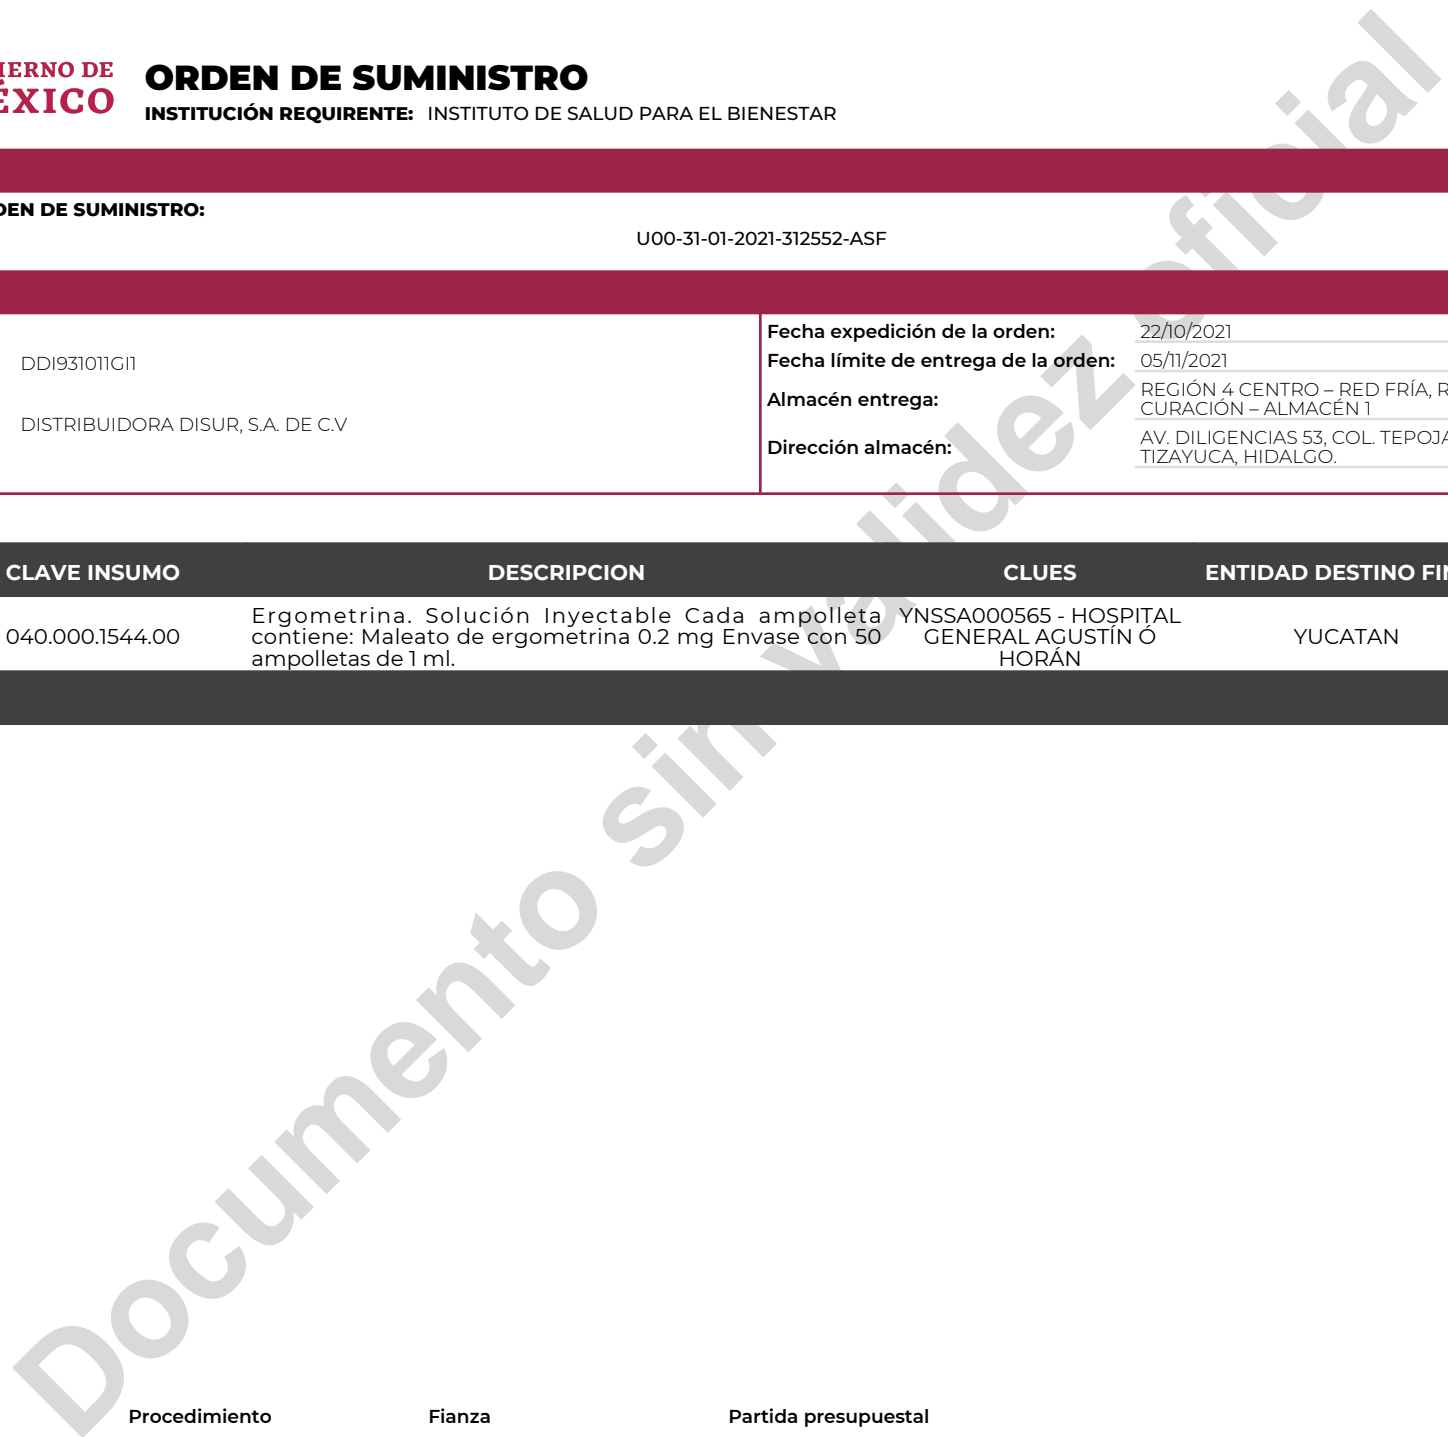 IERNO DE
ÉXICO
ORDEN DE SUMINISTRO
INSTITUCIÓN REQUIRENTE: INSTITUTO DE SALUD PARA EL BIENESTAR
DEN DE SUMINISTRO:
U00-31-01-2021-312552-ASF
DDI931011GI1
DISTRIBUIDORA DISUR, S.A. DE C.V
Fecha expedición de la orden: 22/10/2021
Fecha límite de entrega de la orden: 05/11/2021
Almacén entrega: REGIÓN 4 CENTRO – RED FRÍA, R
CURACIÓN – ALMACÉN 1
Dirección almacén: AV. DILIGENCIAS 53, COL. TEPOJA
TIZAYUCA, HIDALGO.
CLAVE INSUMO DESCRIPCION CLUES ENTIDAD DESTINO FIN
040.000.1544.00
Ergometrina. Solución Inyectable Cada ampolleta
contiene: Maleato de ergometrina 0.2 mg Envase con 50
ampolletas de 1 ml.
YNSSA000565 - HOSPITAL
GENERAL AGUSTÍN Ó
HORÁN
YUCATAN
Documento sin validez oficial
Procedimiento Fianza Partida presupuestal